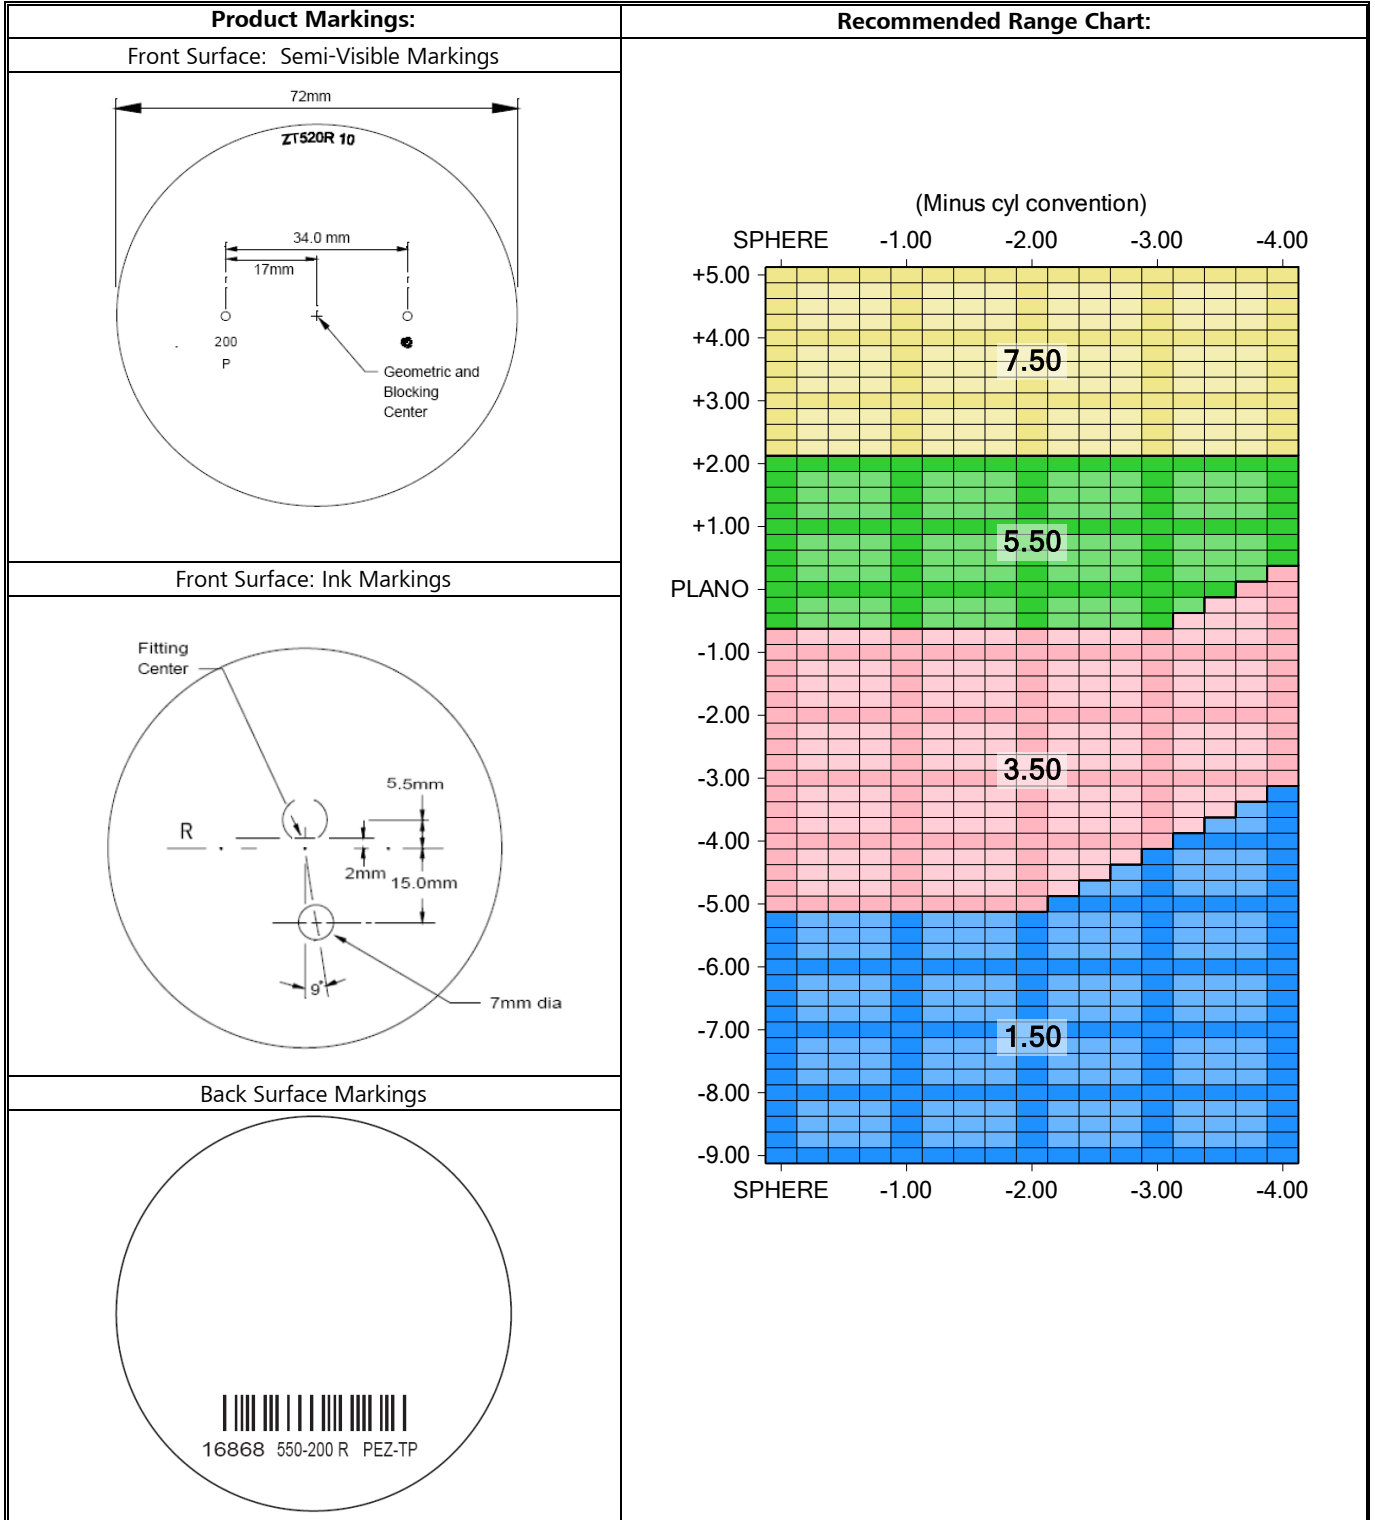 Product Markings:
Front Surface: Semi-Visible Markings
72mm
ZT520R 10
34.0 mm
17mm
200
P
Geometric and
Blocking
Center
Front Surface: Ink Markings
Fitting
Center
5.5mm
R
2mm
15.0mm
9°
7mm dia
Back Surface Markings
16868 550-200 R PEZ-TP
Recommended Range Chart:
(Minus cyl convention)
SPHERE -1.00 -2.00 -3.00 -4.00
+5.00
+4.00
7.50
+3.00
+2.00
+1.00
5.50
PLANO
-1.00
-2.00
-3.00
3.50
-4.00
-5.00
-6.00
-7.00
1.50
-8.00
-9.00
SPHERE -1.00 -2.00 -3.00 -4.00